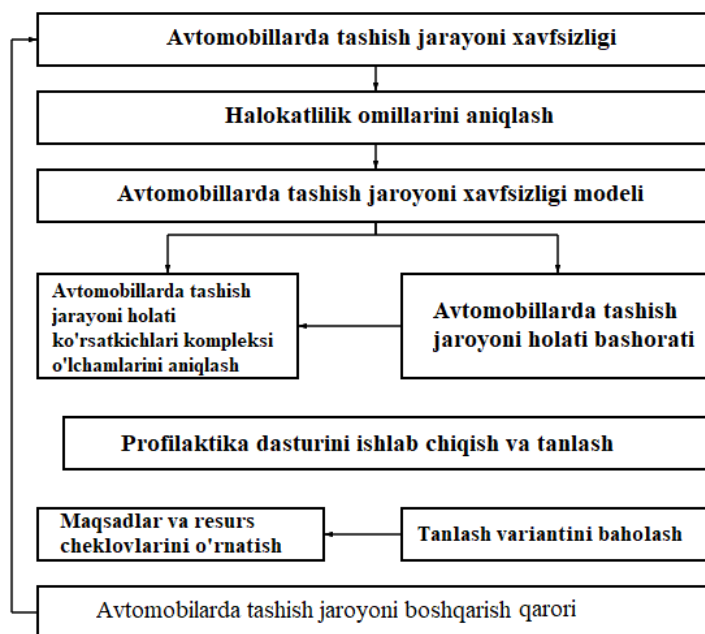 Avtomobillarda tashish jarayoni xavfsizligi
Halokatlilik omillarini aniqlash
Avtomobillarda tashish jaroyoni xavfsizligi modeli
Avtomobillarda tashish
jarayoni holati
ko'rsatkichlari kompleksi
o'lchamlarini aniqlash
Avtomobillarda tashish
jaroyoni holati bashorati
Profilaktika dasturini ishlab chiqish va tanlash
Maqsadlar va resurs
cheklovlarini o'rnatish
Tanlash variantini baholash
Avtomobilarda tashish jaroyoni boshqarish qarori